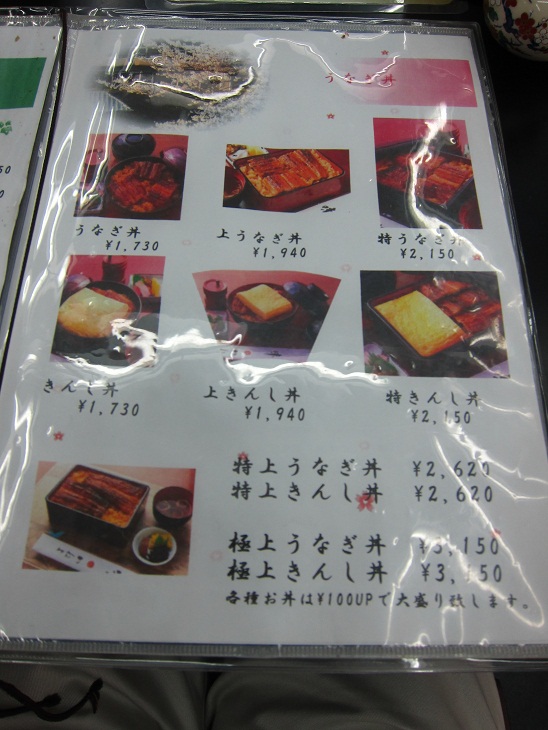 うなぎ丼
うなぎ丼 上うなぎ丼 特うなぎ丼
¥1,730 ¥1,940 ¥2,150
きんし丼 上きんし丼 特きんし丼
¥1,730 ¥1,940 ¥2,150
特上うなぎ丼 ¥2,620
特上きんし丼 ¥2,620
極上うなぎ丼 ¥3,150
極上きんし丼 ¥3,150
各種お丼は¥100UPで大盛り致します。